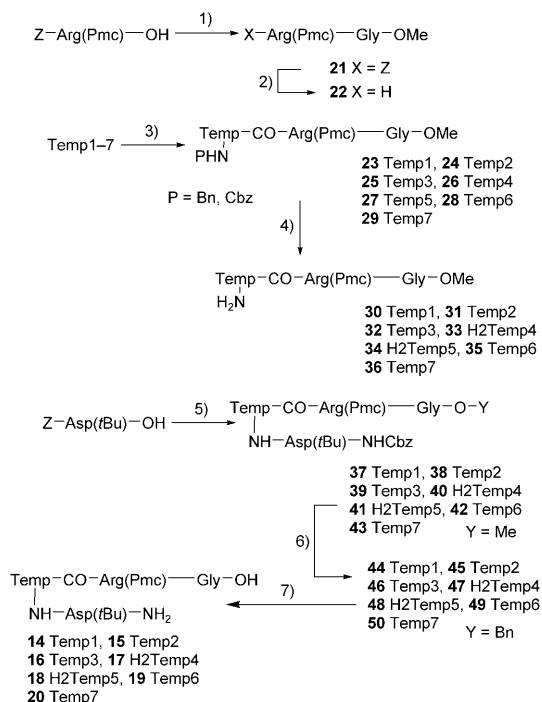 Z–Arg(Pmc)–OH 1) X–Arg(Pmc)–Gly–OMe
2) 21 X = Z
22 X = H
Temp1–7 3) Temp–CO–Arg(Pmc)–Gly–OMe
PHN
P = Bn, Cbz
23 Temp1, 24 Temp2
25 Temp3, 26 Temp4
27 Temp5, 28 Temp6
29 Temp7
4)
Temp–CO–Arg(Pmc)–Gly–OMe
H2N
30 Temp1, 31 Temp2
32 Temp3, 33 H2Temp4
34 H2Temp5, 35 Temp6
36 Temp7
Z–Asp(tBu)–OH 5) Temp–CO–Arg(Pmc)–Gly–O–Y
NH–Asp(tBu)–NHCbz
37 Temp1, 38 Temp2
39 Temp3, 40 H2Temp4
41 H2Temp5, 42 Temp6
43 Temp7 Y = Me
6)
44 Temp1, 45 Temp2
46 Temp3, 47 H2Temp4
48 H2Temp5, 49 Temp6
50 Temp7 Y = Bn
7)
Temp–CO–Arg(Pmc)–Gly–OH
NH–Asp(tBu)–NH2
14 Temp1, 15 Temp2
16 Temp3, 17 H2Temp4
18 H2Temp5, 19 Temp6
20 Temp7